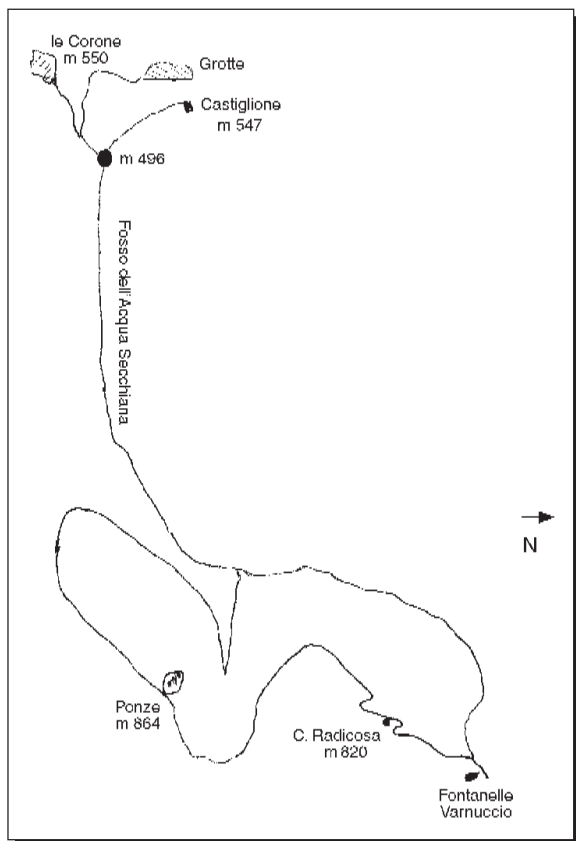 le Corone
m 550
Grotte
Castiglione
m 547
m 496
Fosso dell'Acqua Secchiana
N
Ponze
m 864
C. Radicosa
m 820
Fontanelle
Varnuccio